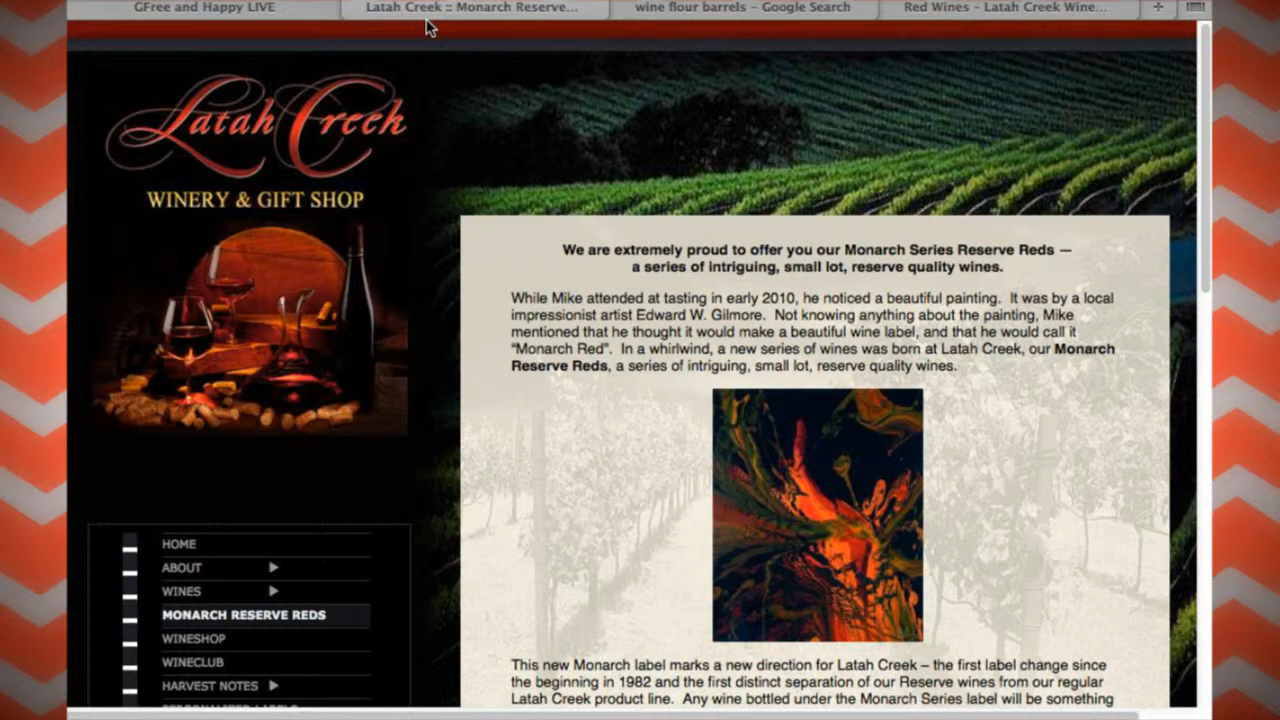 GFree and Happy LIVE
Latah Creek :: Monarch Reserve...
wine flour barrels – Google Search
Red Wines – Latah Creek Wine...
+
Latah Creek
WINERY & GIFT SHOP
We are extremely proud to offer you our Monarch Series Reserve Reds —
a series of intriguing, small lot, reserve quality wines.
While Mike attended at tasting in early 2010, he noticed a beautiful painting. It was by a local
impressionist artist Edward W. Gilmore. Not knowing anything about the painting, Mike
mentioned that he thought it would make a beautiful wine label, and that he would call it
“Monarch Red”. In a whirlwind, a new series of wines was born at Latah Creek, our Monarch
Reserve Reds, a series of intriguing, small lot, reserve quality wines.
HOME
ABOUT
WINES
MONARCH RESERVE REDS
WINESHOP
WINECLUB
HARVEST NOTES
This new Monarch label marks a new direction for Latah Creek – the first label change since
the beginning in 1982 and the first distinct separation of our Reserve wines from our regular
Latah Creek product line. Any wine bottled under the Monarch Series label will be something